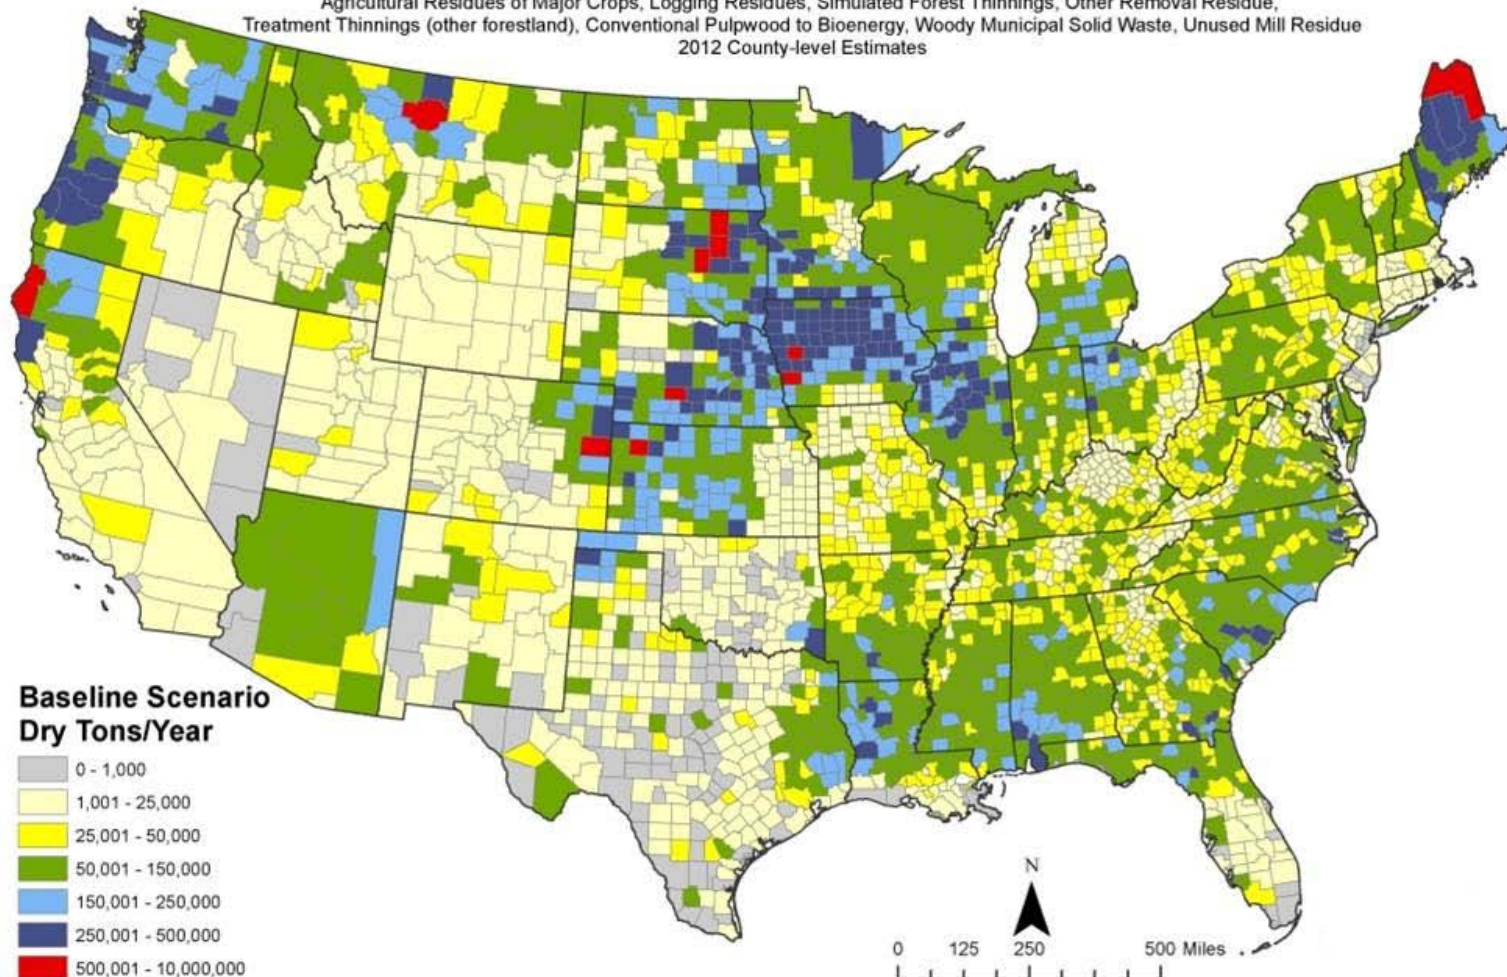 Agricultural Residues of Major Crops, Logging Residues, Simulated Forest Thinnings, Other Removal Residue,
Treatment Thinnings (other forestland), Conventional Pulpwood to Bioenergy, Woody Municipal Solid Waste, Unused Mill Residue
2012 County-level Estimates
Baseline Scenario
Dry Tons/Year
0 - 1,000
1,001 - 25,000
25,001 - 50,000
50,001 - 150,000
150,001 - 250,000
250,001 - 500,000
500,001 - 10,000,000
N
0 125 250 500 Miles